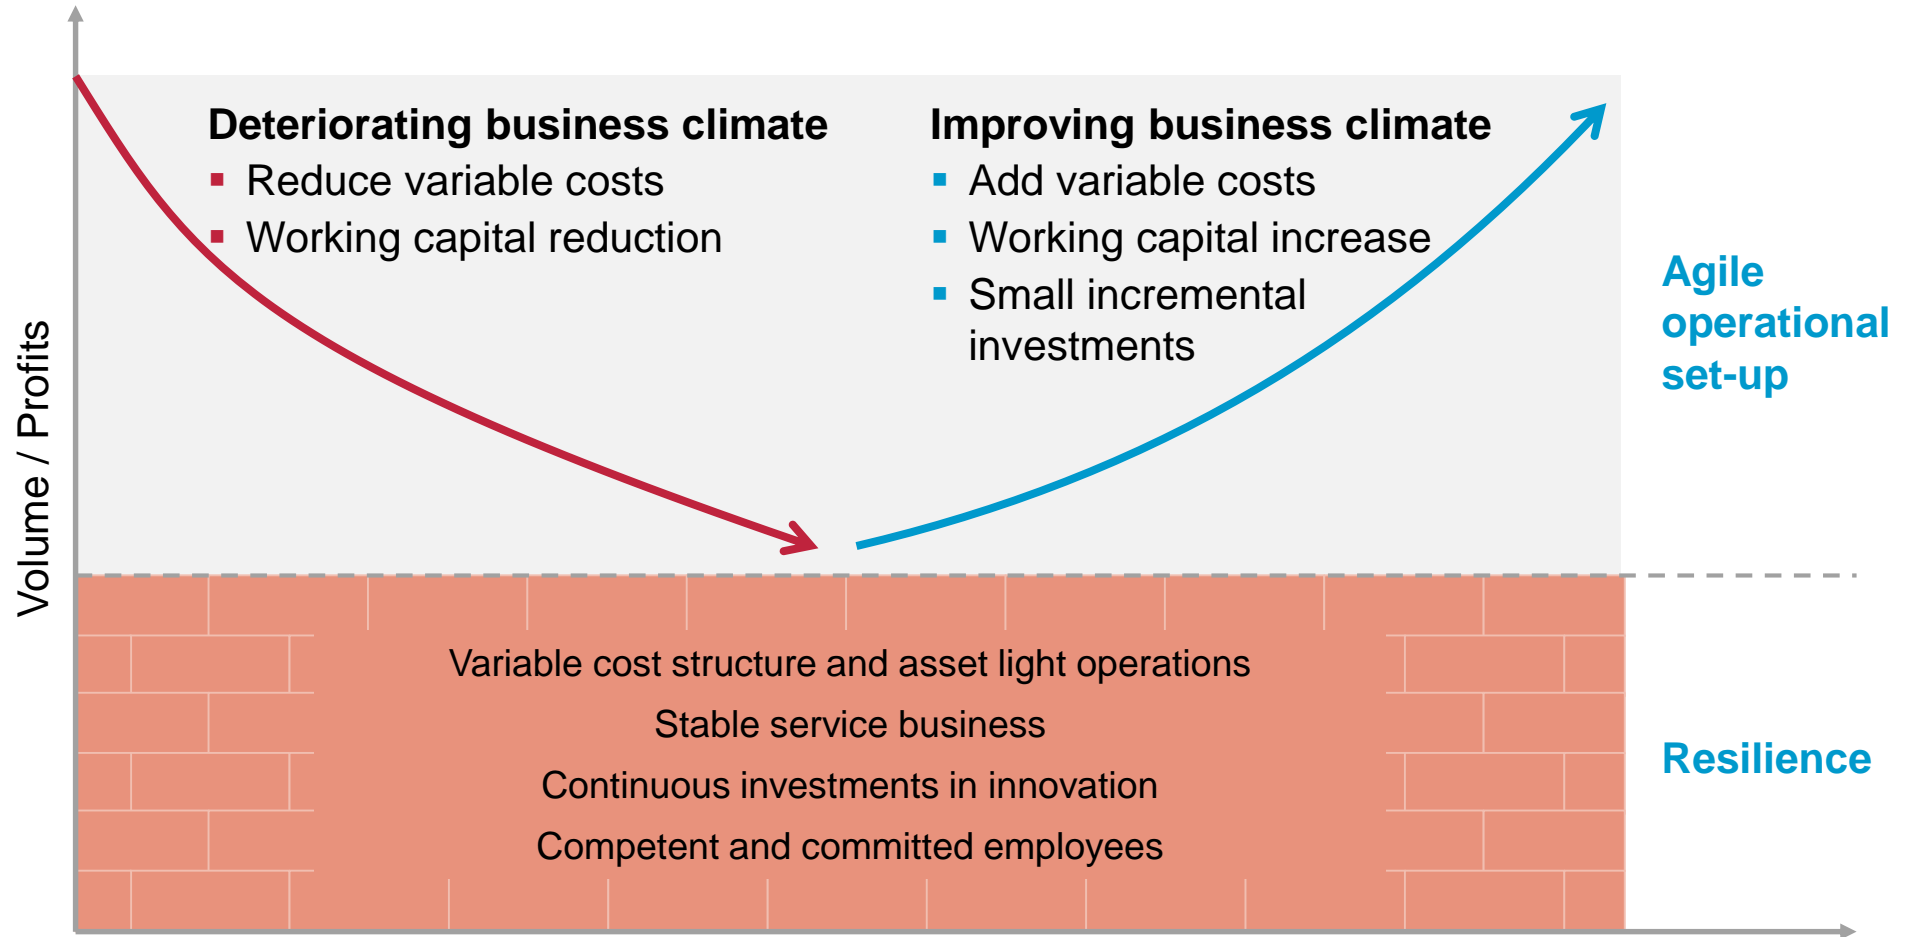 Deteriorating business climate
▪ Reduce variable costs
▪ Working capital reduction
Improving business climate
▪ Add variable costs
▪ Working capital increase
▪ Small incremental
investments
Agile
operational
set-up
Volume / Profits
Variable cost structure and asset light operations
Stable service business
Continuous investments in innovation
Competent and committed employees
Resilience